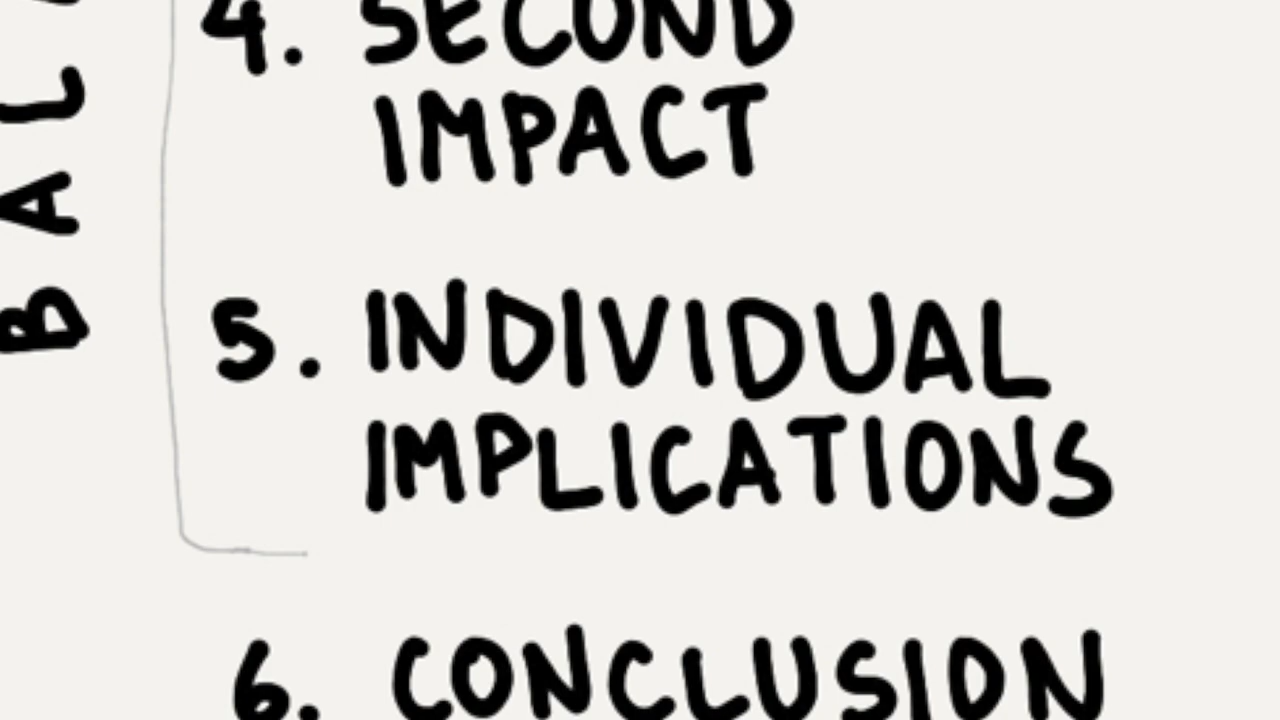 4. SECOND
IMPACT
5. INDIVIDUAL
IMPLICATIONS
6. CONCLUSION